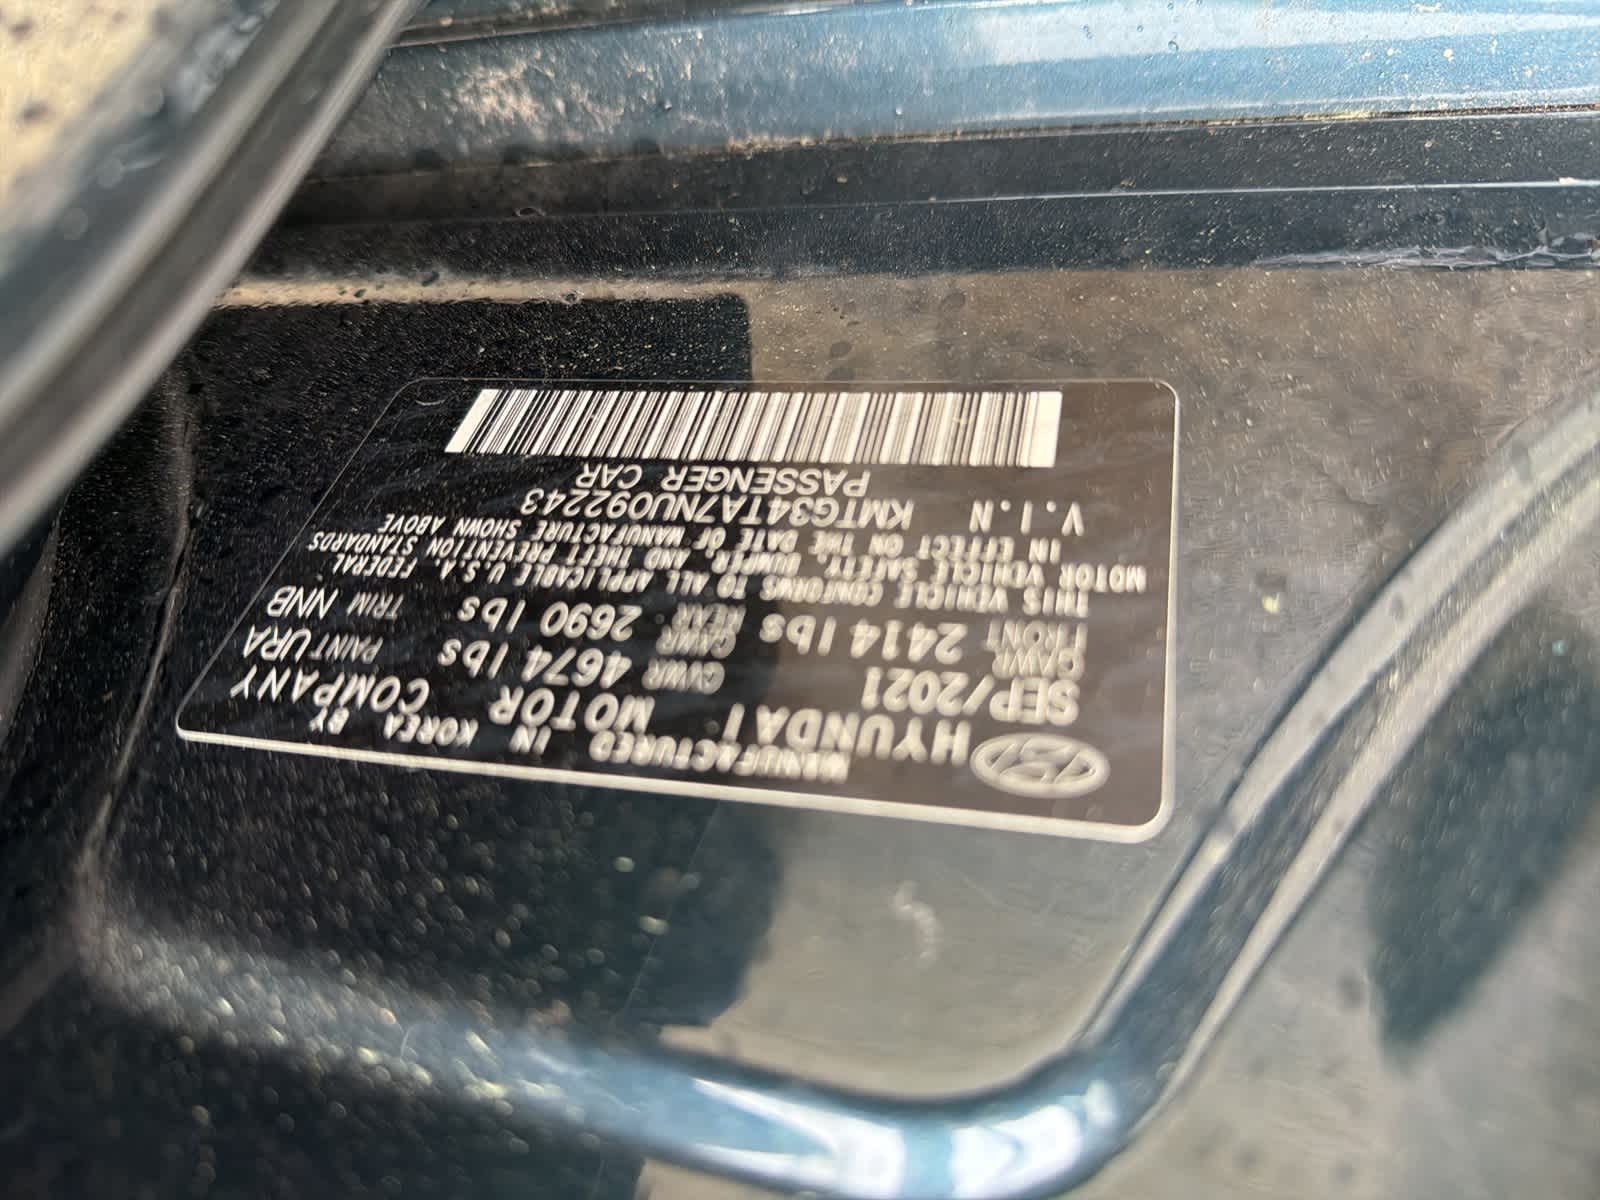 MANUFACTURED IN KOREA BY
HYUNDAI MOTOR COMPANY
SEP/2021 GVWR 4674 lbs PAINT URA
GAWR FRONT 2414 lbs GAWR REAR 2690 lbs TRIM NNB
THIS VEHICLE CONFORMS TO ALL APPLICABLE U.S.A. FEDERAL
MOTOR VEHICLE SAFETY, BUMPER, AND THEFT PREVENTION STANDARDS
IN EFFECT ON THE DATE OF MANUFACTURE SHOWN ABOVE
V.I.N KMTG34TA7NU092243
PASSENGER CAR